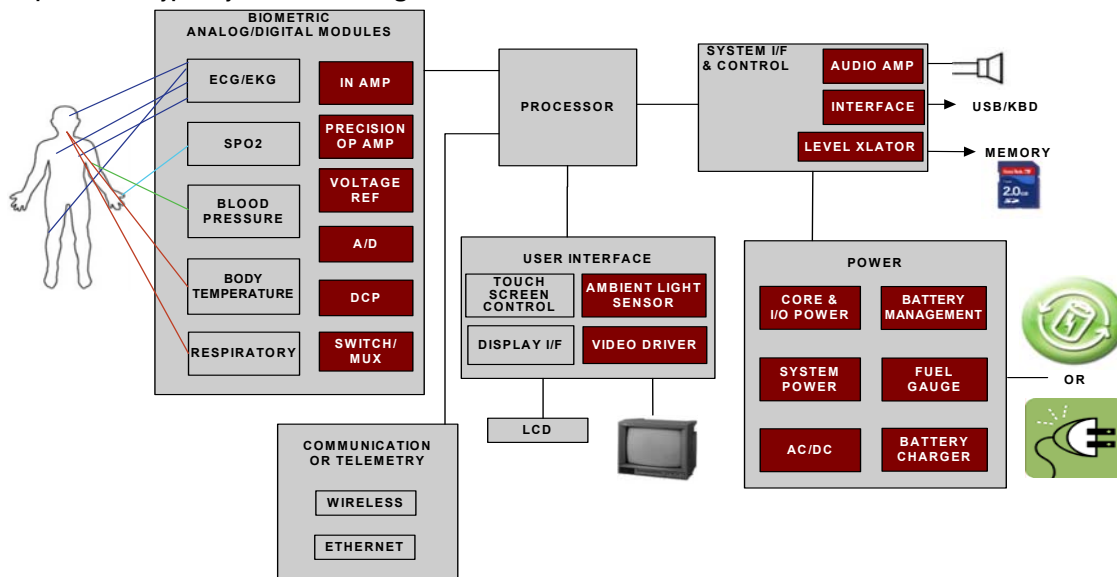 BIOMETRIC
ANALOG/DIGITAL MODULES
ECG/EKG
SPO2
BLOOD
PRESSURE
BODY
TEMPERATURE
RESPIRATORY
IN AMP
PRECISION
OP AMP
VOLTAGE
REF
A/D
DCP
SWITCH/
MUX
PROCESSOR
SYSTEM I/F
& CONTROL
AUDIO AMP
INTERFACE
LEVEL XLATOR
USB/KBD
MEMORY
2.0
USER INTERFACE
TOUCH
SCREEN
CONTROL
AMBIENT LIGHT
SENSOR
DISPLAY I/F
VIDEO DRIVER
LCD
POWER
CORE &
I/O POWER
BATTERY
MANAGEMENT
SYSTEM
POWER
FUEL
GAUGE
AC/DC
BATTERY
CHARGER
OR
COMMUNICATION
OR TELEMETRY
WIRELESS
ETHERNET